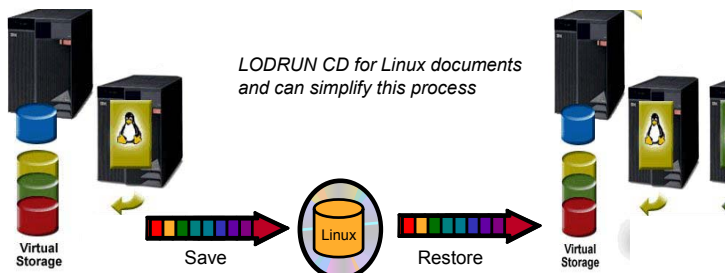 LODRUN CD for Linux documents
and can simplify this process
Linux
Save
Restore
Virtual
Storage
Virtual
Storage